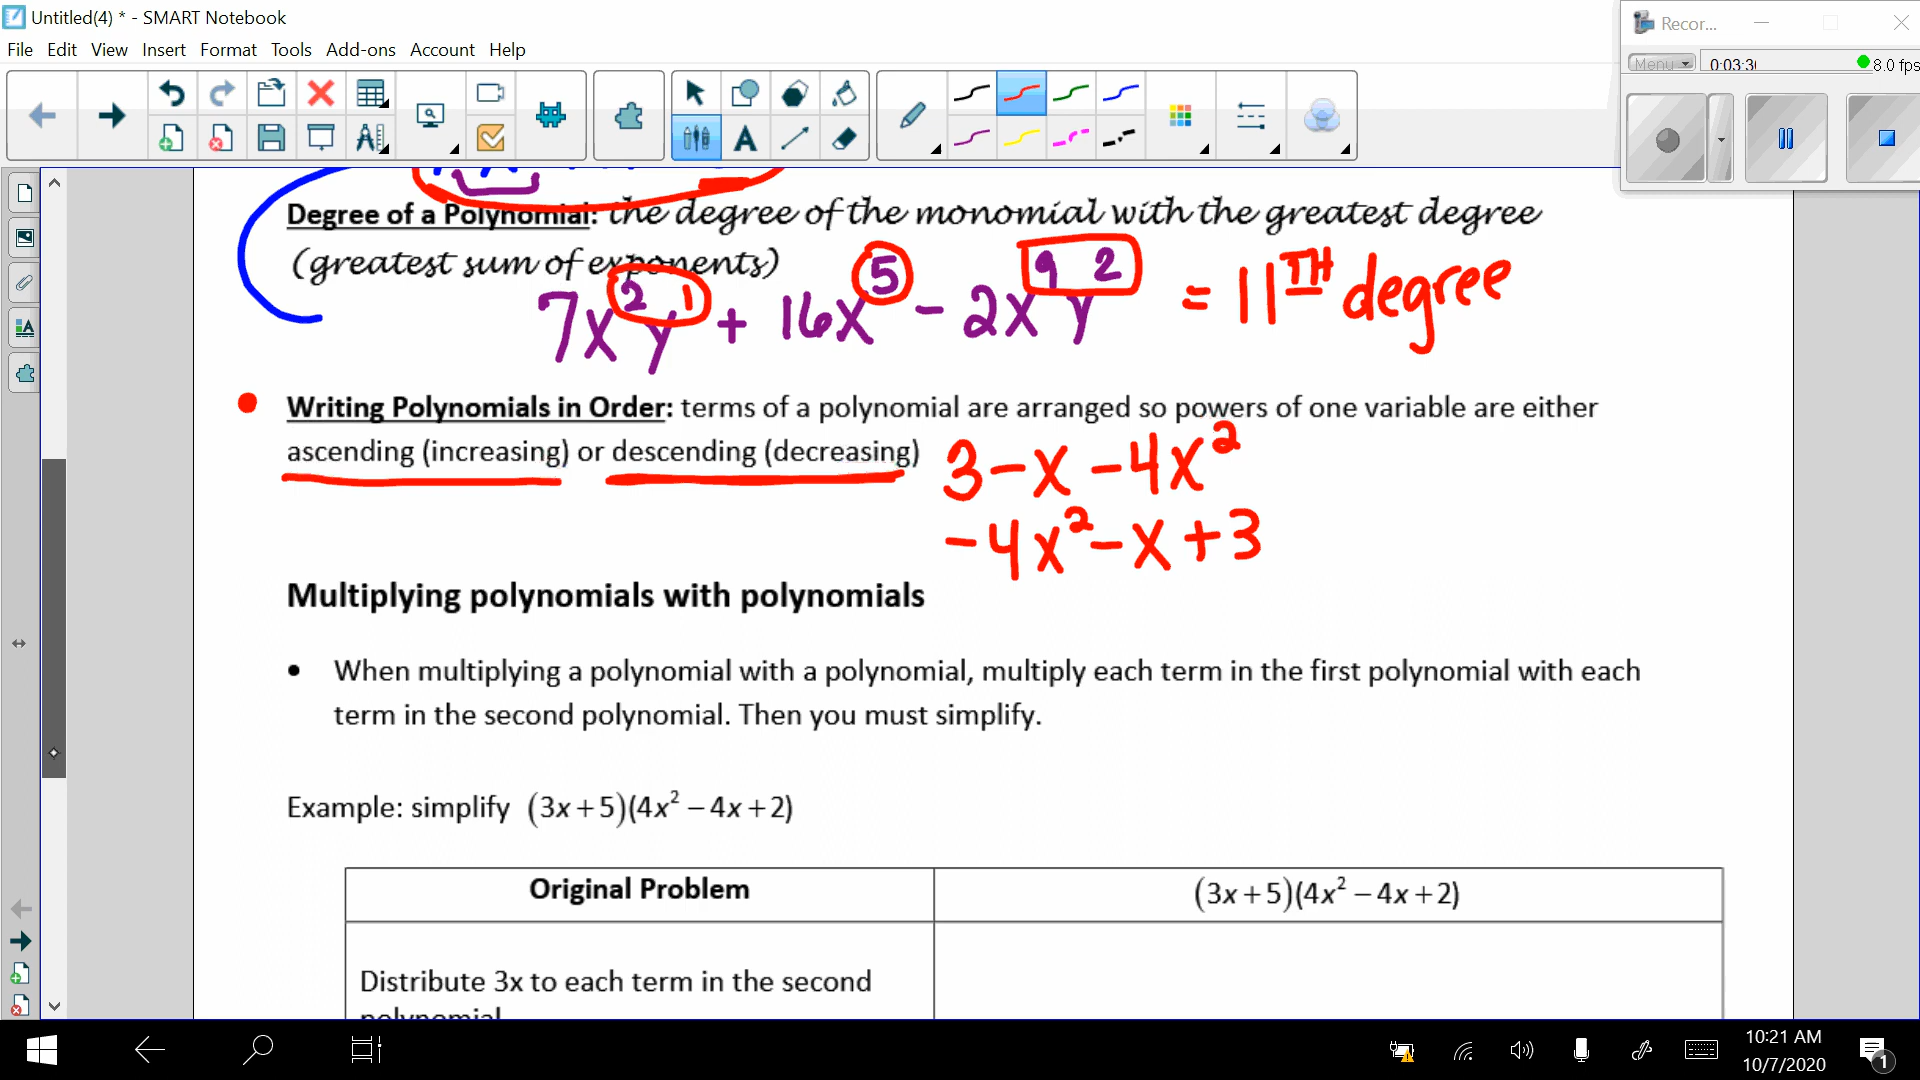 Untitled(4) * - SMART Notebook
File Edit View Insert Format Tools Add-ons Account Help
Recor...
Menu 0:03:3 8.0 fps
Degree of a Polynomial: the degree of the monomial with the greatest degree
(greatest sum of exponents)
7x²y¹ + 16x⁵ - 2x⁹y² = 11TH degree
Writing Polynomials in Order: terms of a polynomial are arranged so powers of one variable are either
ascending (increasing) or descending (decreasing)
3 - x - 4x²
-4x² - x + 3
Multiplying polynomials with polynomials
• When multiplying a polynomial with a polynomial, multiply each term in the first polynomial with each
term in the second polynomial. Then you must simplify.
Example: simplify (3x+5)(4x² − 4x+2)
Original Problem
(3x+5)(4x² − 4x+2)
Distribute 3x to each term in the second
polynomial
10:21 AM
10/7/2020
1